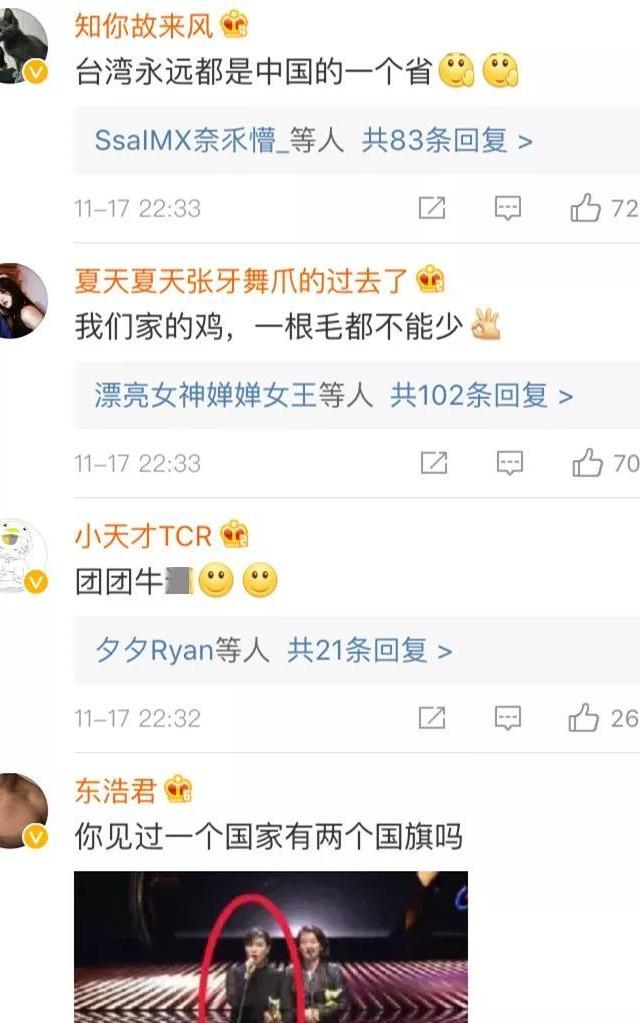 知你故来风
台湾永远都是中国的一个省
SsaIMX奈乑懵_等人 共83条回复 >
11-17 22:33
72
夏天夏天张牙舞爪的过去了
我们家的鸡，一根毛都不能少
漂亮女神婵婵女王等人 共102条回复 >
11-17 22:33
70
小天才TCR
团团牛
夕夕Ryan等人 共21条回复 >
11-17 22:32
26
东浩君
你见过一个国家有两个国旗吗